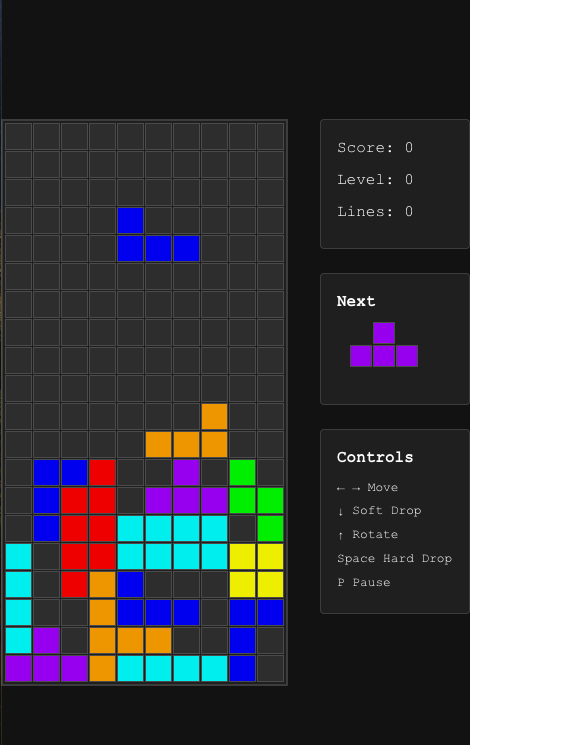 Score: 0
Level: 0
Lines: 0
Next
Controls
← → Move
↓ Soft Drop
↑ Rotate
Space Hard Drop
P Pause